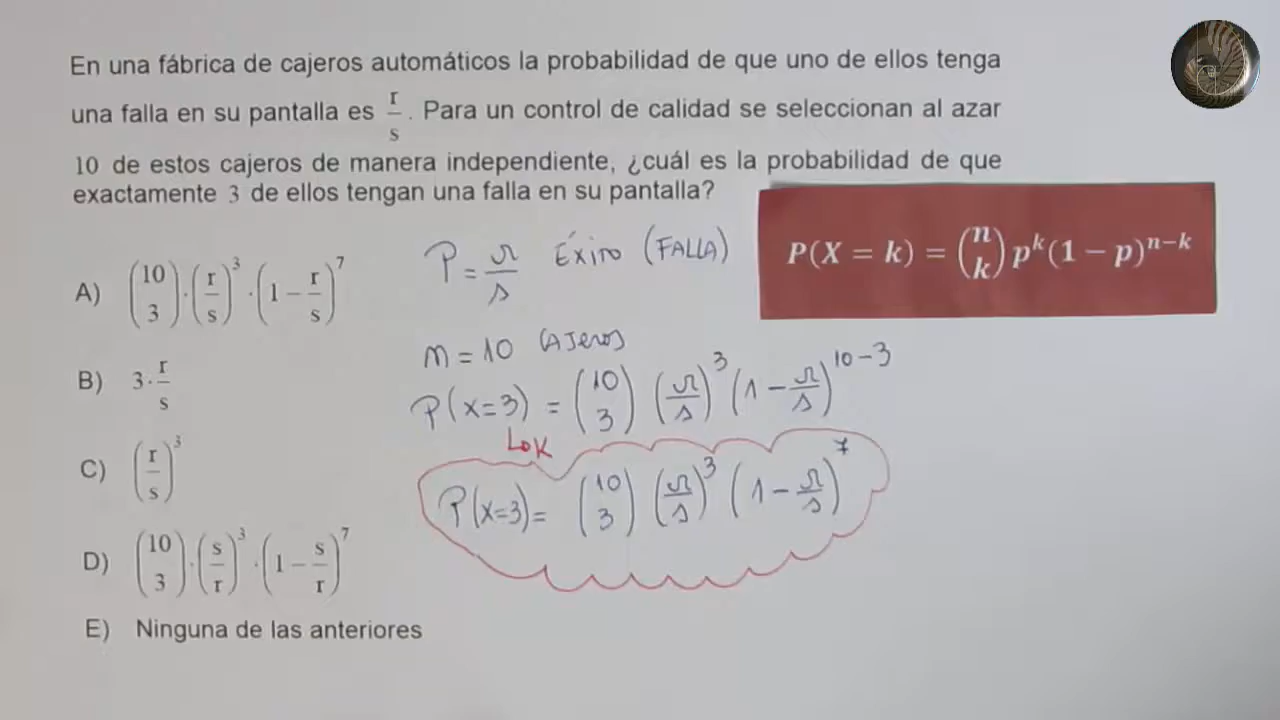 En una fábrica de cajeros automáticos la probabilidad de que uno de ellos tenga
una falla en su pantalla es r/s. Para un control de calidad se seleccionan al azar
10 de estos cajeros de manera independiente, ¿cuál es la probabilidad de que
exactamente 3 de ellos tengan una falla en su pantalla?
P(X = k) = (n k) p^k (1 − p)^(n−k)
P = r/s ÉXITO (FALLA)
A) (10 3) · (r/s)^3 · (1 − r/s)^7
n = 10 CAJEROS
B) 3 · r/s
P(x=3) = (10 3) (r/s)^3 (1 − r/s)^(10−3)
LOK
C) (r/s)^3
P(x=3) = (10 3) (r/s)^3 (1 − r/s)^7
D) (10 3) · (s/r)^3 · (1 − s/r)^7
E) Ninguna de las anteriores